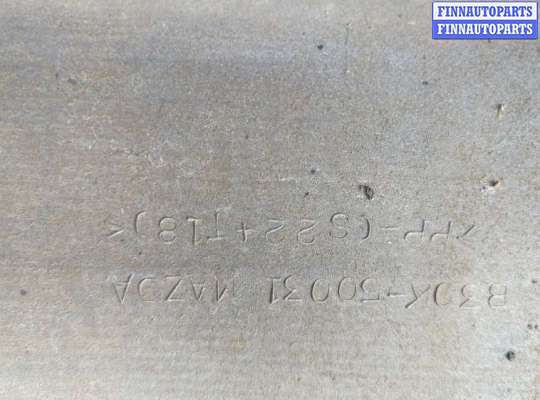 FINNAUTOPARTS
FINNAUTOPARTS
B30K-50031 MAZDA
>PP-(S22+T18)<